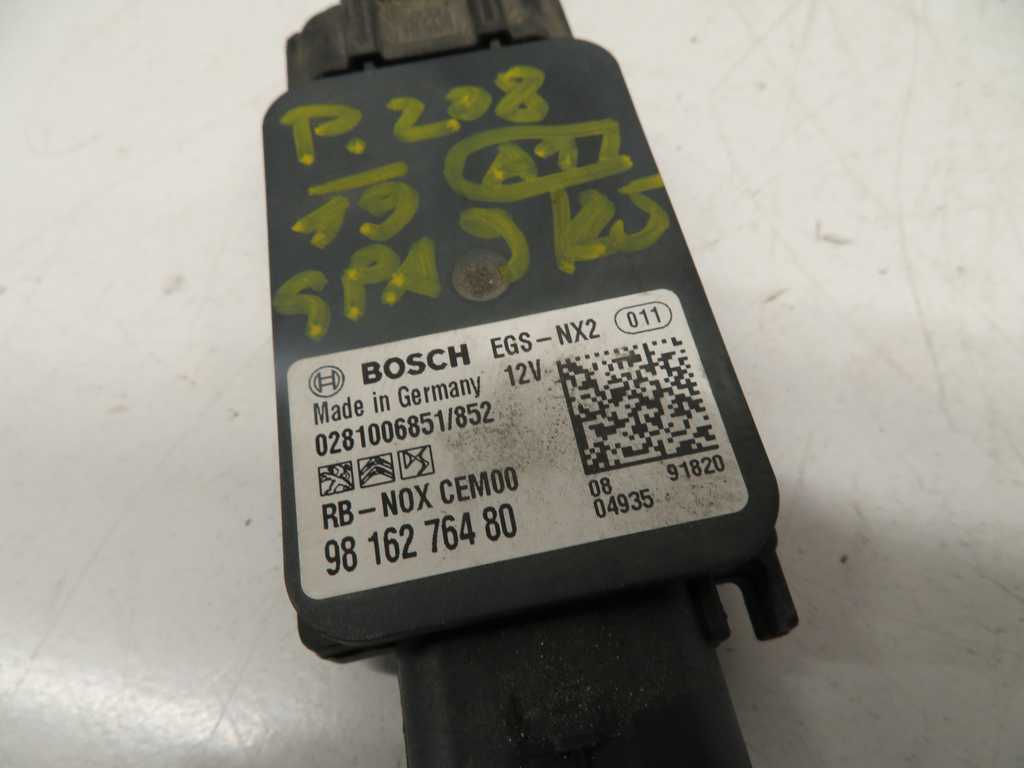 P. 208
19
BOSCH EGS-NX2 011
Made in Germany 12V
0281006851/852
RB-NOX CEM00
98 162 764 80
08 91820
04935